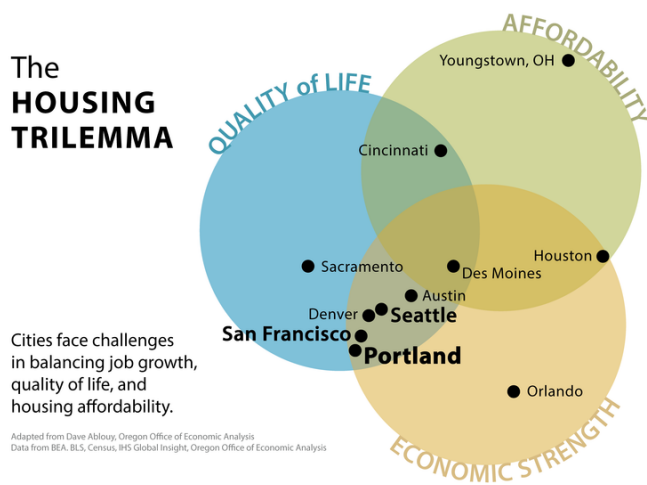 The
HOUSING
TRILEMMA
QUALITY of LIFE
AFFORDABILITY
Youngstown, OH
Cincinnati
Houston
Sacramento
Des Moines
Austin
Denver
Seattle
San Francisco
Portland
Orlando
ECONOMIC STRENGTH
Cities face challenges
in balancing job growth,
quality of life, and
housing affordability.
Adapted from Dave Ablouy, Oregon Office of Economic Analysis
Data from BEA. BLS, Census, IHS Global Insight, Oregon Office of Economic Analysis